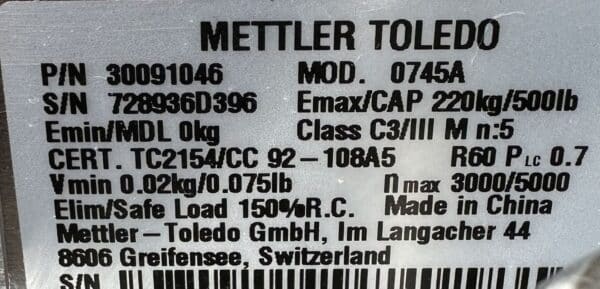 METTLER TOLEDO
P/N 30091046 MOD. 0745A
S/N 728936D396 Emax/CAP 220kg/500lb
Emin/MDL 0kg Class C3/III M n:5
CERT. TC2154/CC 92-108A5 R60 PLC 0.7
Vmin 0.02kg/0.075lb nmax 3000/5000
Elim/Safe Load 150%R.C. Made in China
Mettler-Toledo GmbH, Im Langacher 44
8606 Greifensee, Switzerland
S/N